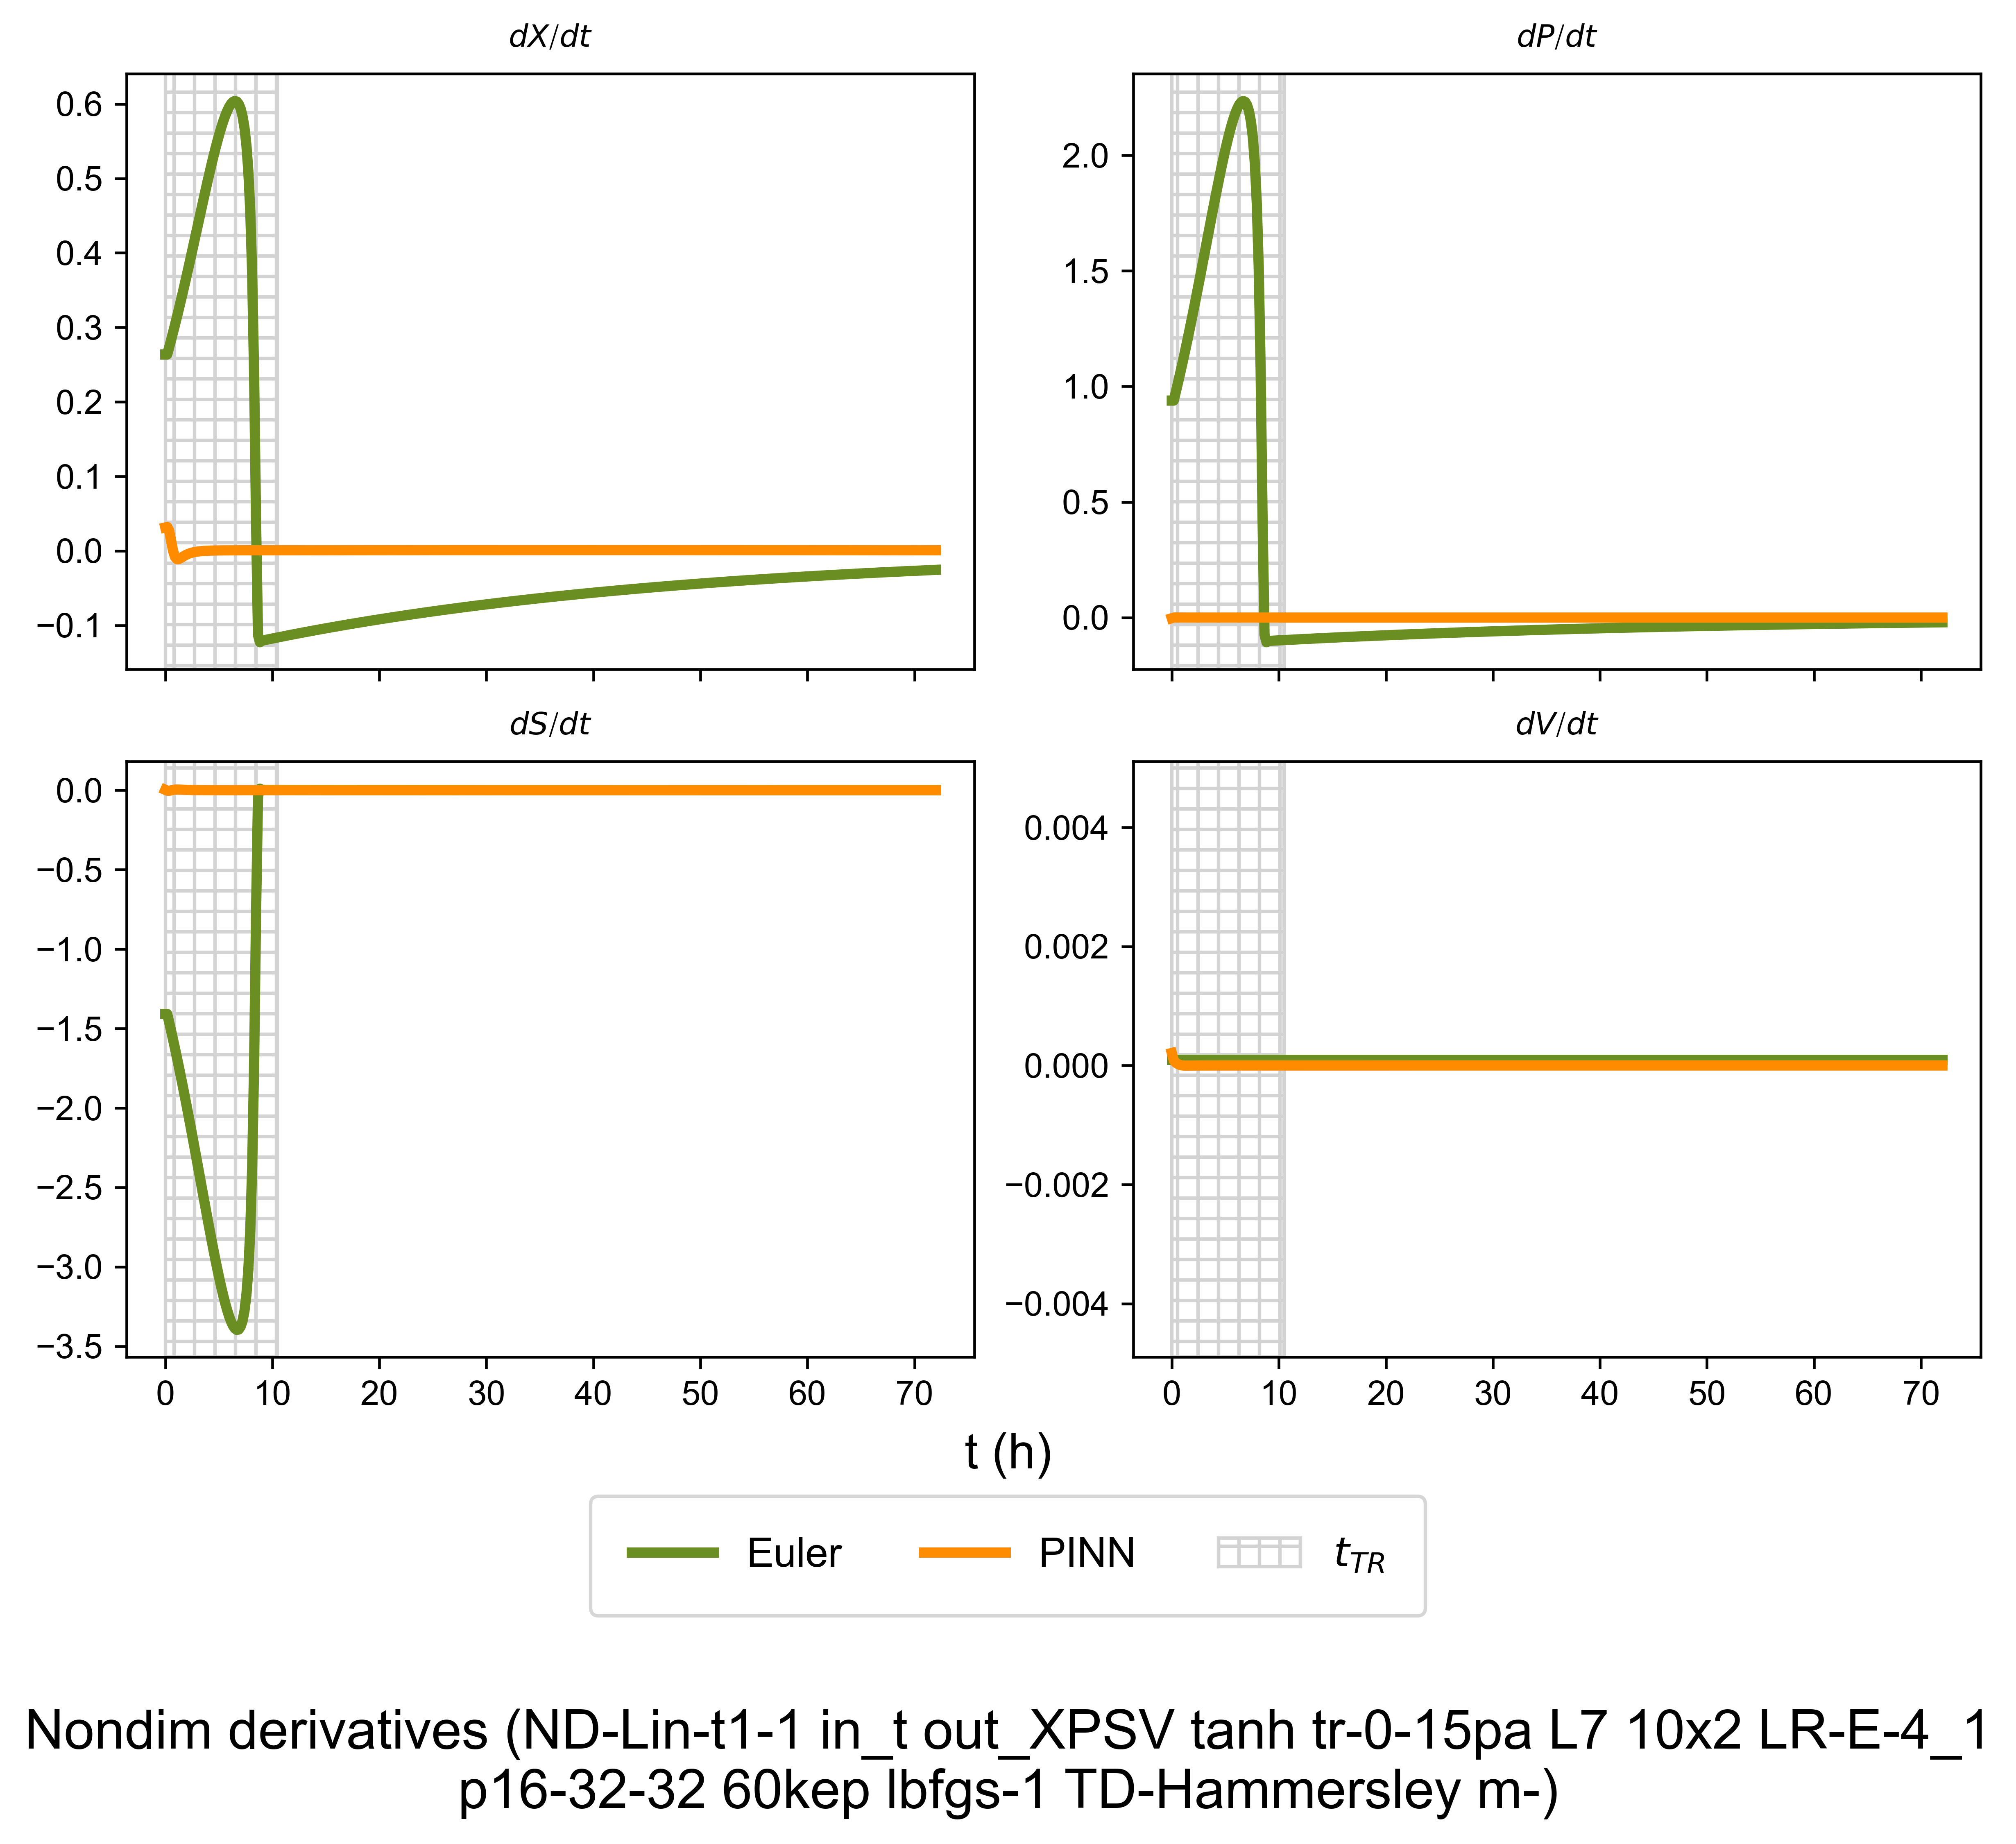 dX/dt
dP/dt
0.6
0.5
0.4
0.3
0.2
0.1
0.0
−0.1
2.0
1.5
1.0
0.5
0.0
dS/dt
dV/dt
0.0
−0.5
−1.0
−1.5
−2.0
−2.5
−3.0
−3.5
0 10 20 30 40 50 60 70
0.004
0.002
0.000
−0.002
−0.004
0 10 20 30 40 50 60 70
t (h)
Euler PINN t_TR
Nondim derivatives (ND-Lin-t1-1 in_t out_XPSV tanh tr-0-15pa L7 10x2 LR-E-4_1
p16-32-32 60kep lbfgs-1 TD-Hammersley m-)